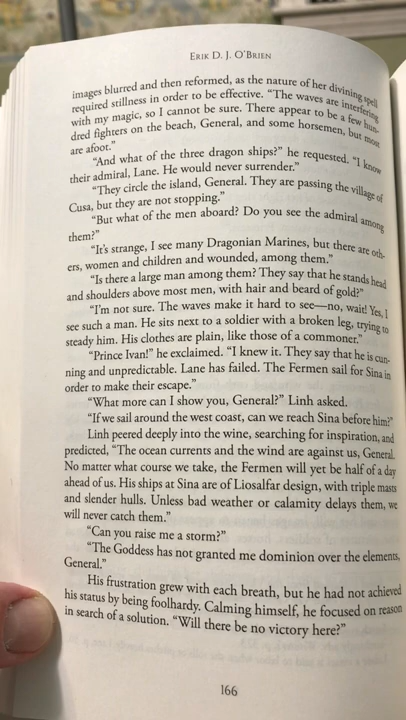 Erik D. J. O'Brien
images blurred and then reformed, as the nature of her divining spell
required stillness in order to be effective. "The waves are interfering
with my magic, so I cannot be sure. There appear to be a few hun-
dred fighters on the beach, General, and some horsemen, but most
are afoot."
"And what of the three dragon ships?" he requested. "I know
their admiral, Lane. He would never surrender."
"They circle the island, General. They are passing the village of
Cusa, but they are not stopping."
"But what of the men aboard? Do you see the admiral among
them?"
"It's strange, I see many Dragonian Marines, but there are oth-
ers, women and children and wounded, among them."
"Is there a large man among them? They say that he stands head
and shoulders above most men, with hair and beard of gold?"
"I'm not sure. The waves make it hard to see—no, wait! Yes, I
see such a man. He sits next to a soldier with a broken leg, trying to
steady him. His clothes are plain, like those of a commoner."
"Prince Ivan!" he exclaimed. "I knew it. They say that he is cun-
ning and unpredictable. Lane has failed. The Fermen sail for Sina in
order to make their escape."
"What more can I show you, General?" Linh asked.
"If we sail around the west coast, can we reach Sina before him?"
Linh peered deeply into the wine, searching for inspiration, and
predicted, "The ocean currents and the wind are against us, General.
No matter what course we take, the Fermen will yet be half of a day
ahead of us. His ships at Sina are of Liosalfar design, with triple masts
and slender hulls. Unless bad weather or calamity delays them, we
will never catch them."
"Can you raise me a storm?"
"The Goddess has not granted me dominion over the elements,
General."
His frustration grew with each breath, but he had not achieved
his status by being foolhardy. Calming himself, he focused on reason
in search of a solution. "Will there be no victory here?"
166